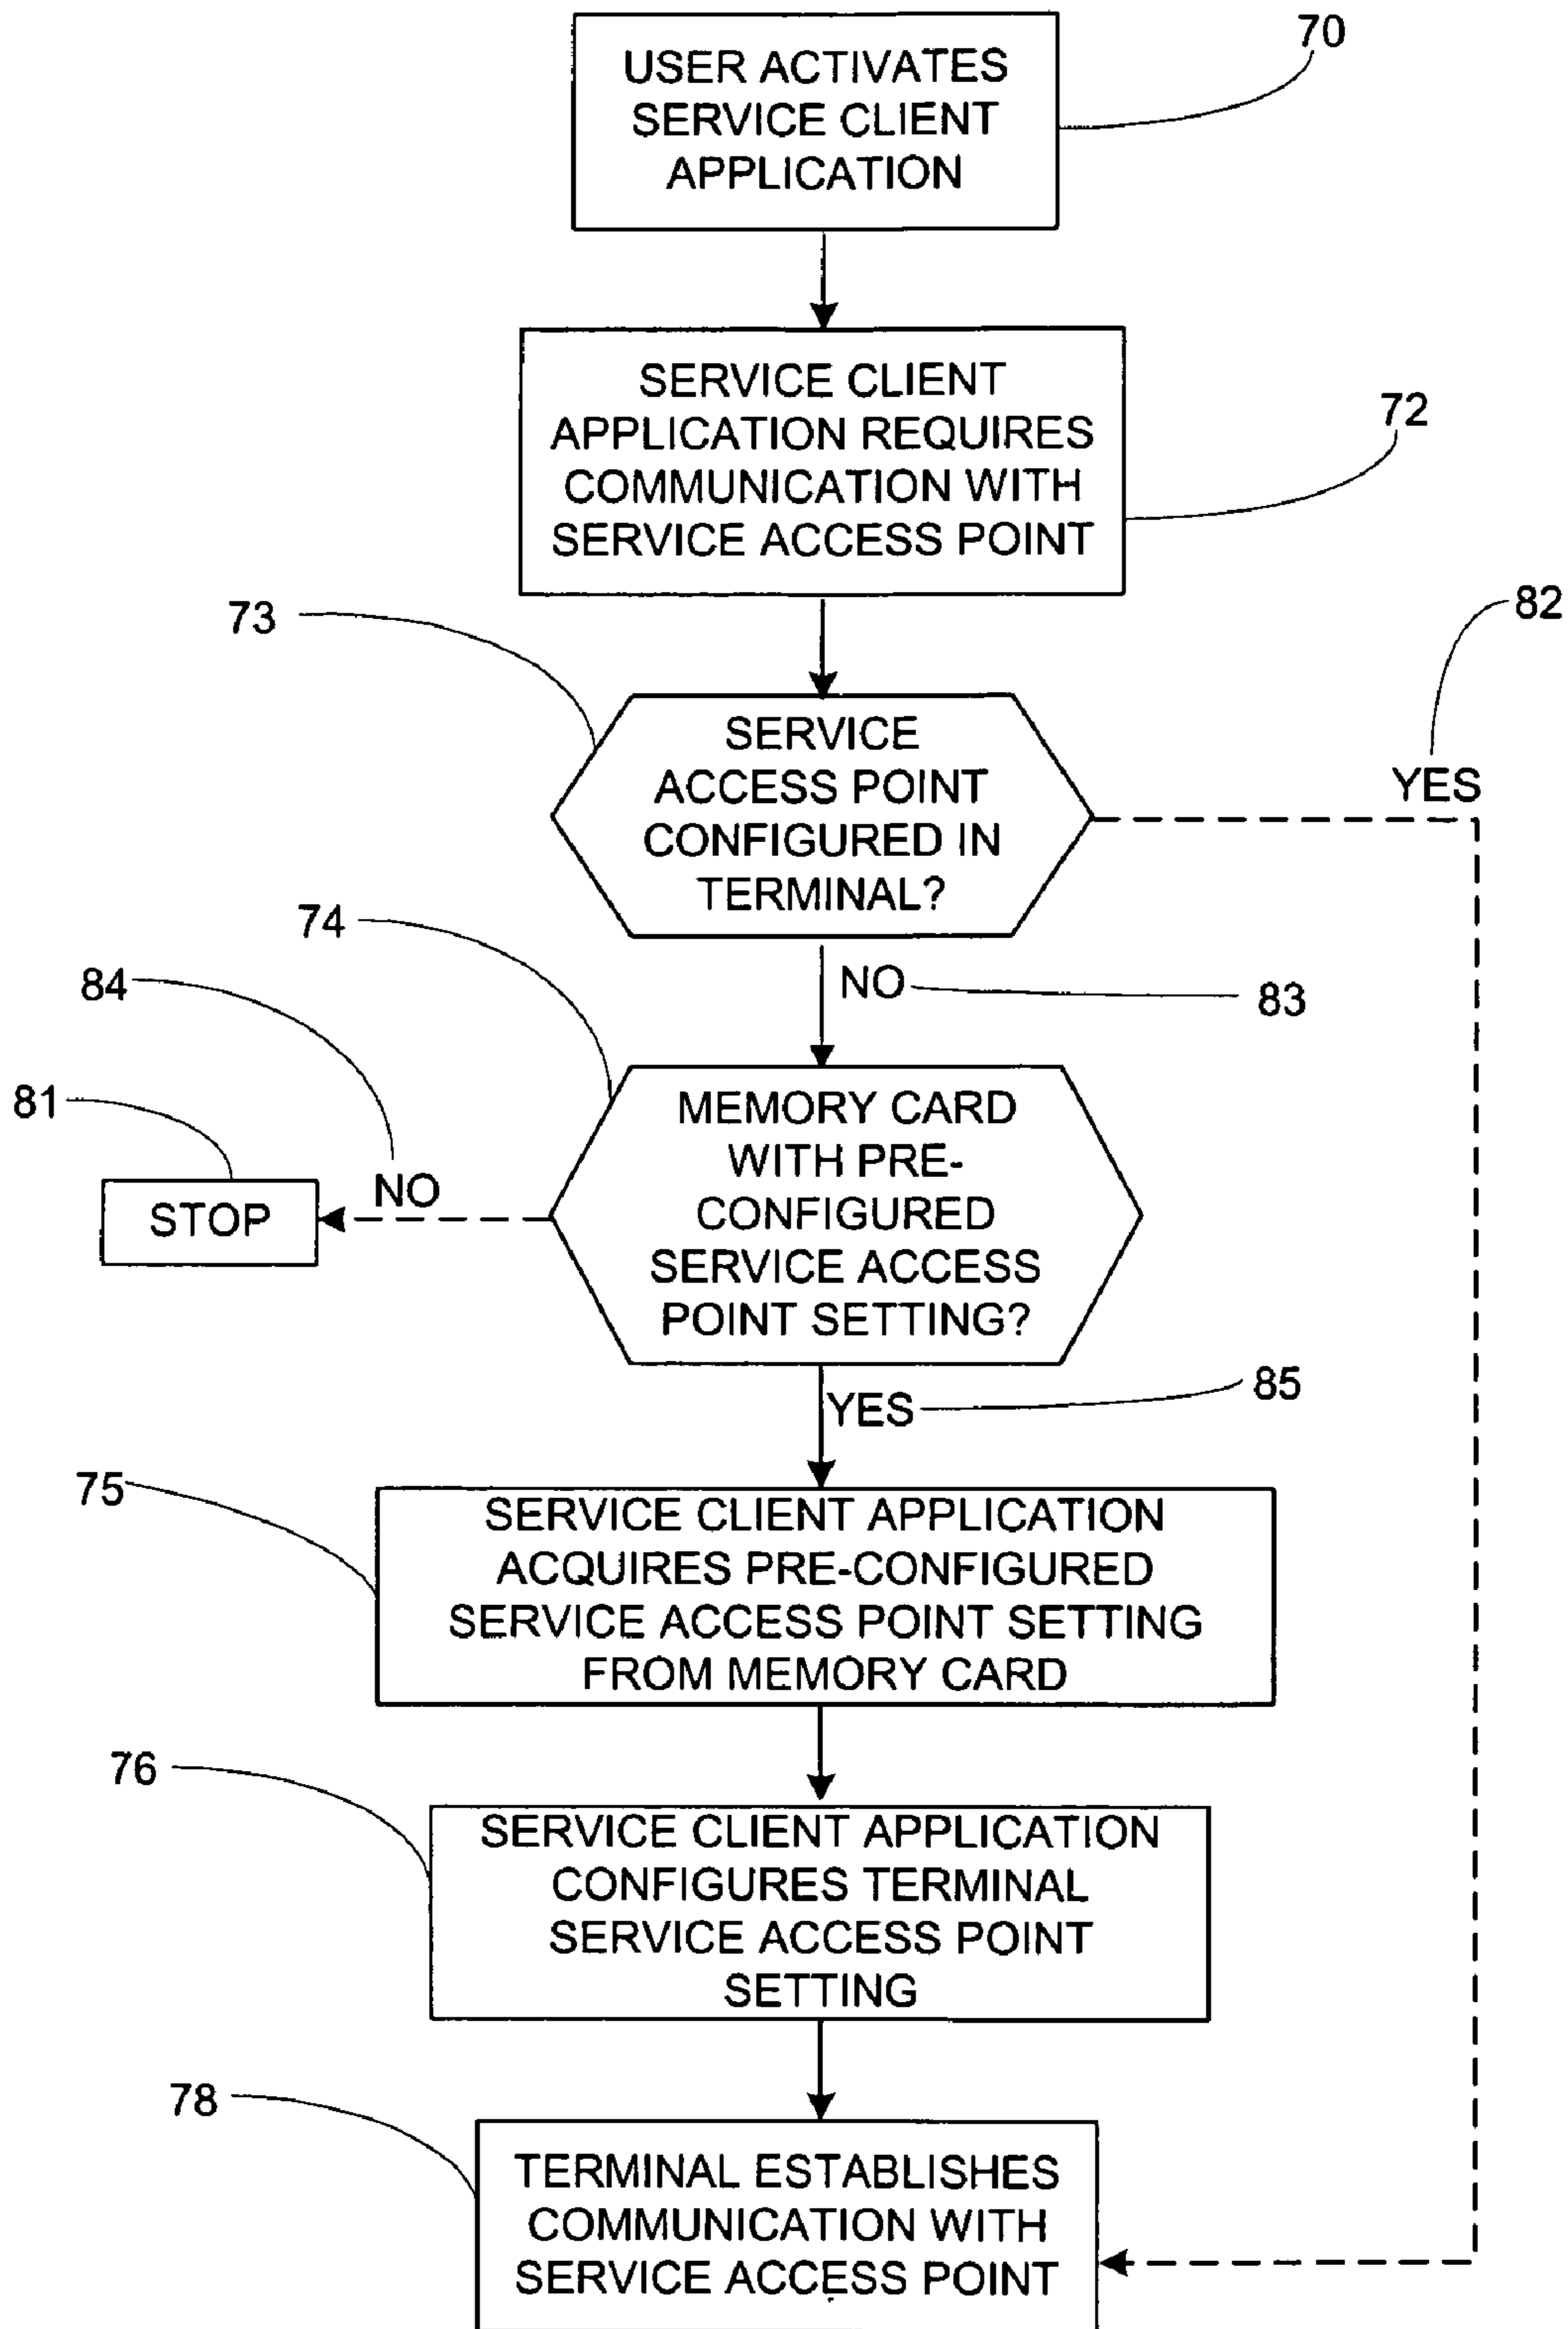 70
USER ACTIVATES
SERVICE CLIENT
APPLICATION
72
SERVICE CLIENT
APPLICATION REQUIRES
COMMUNICATION WITH
SERVICE ACCESS POINT
73
82
SERVICE
ACCESS POINT
CONFIGURED IN
TERMINAL?
YES
74
NO
83
84
81
MEMORY CARD
WITH PRE-
CONFIGURED
SERVICE ACCESS
POINT SETTING?
NO
STOP
YES
85
75
SERVICE CLIENT APPLICATION
ACQUIRES PRE-CONFIGURED
SERVICE ACCESS POINT SETTING
FROM MEMORY CARD
76
SERVICE CLIENT APPLICATION
CONFIGURES TERMINAL
SERVICE ACCESS POINT
SETTING
78
TERMINAL ESTABLISHES
COMMUNICATION WITH
SERVICE ACCESS POINT